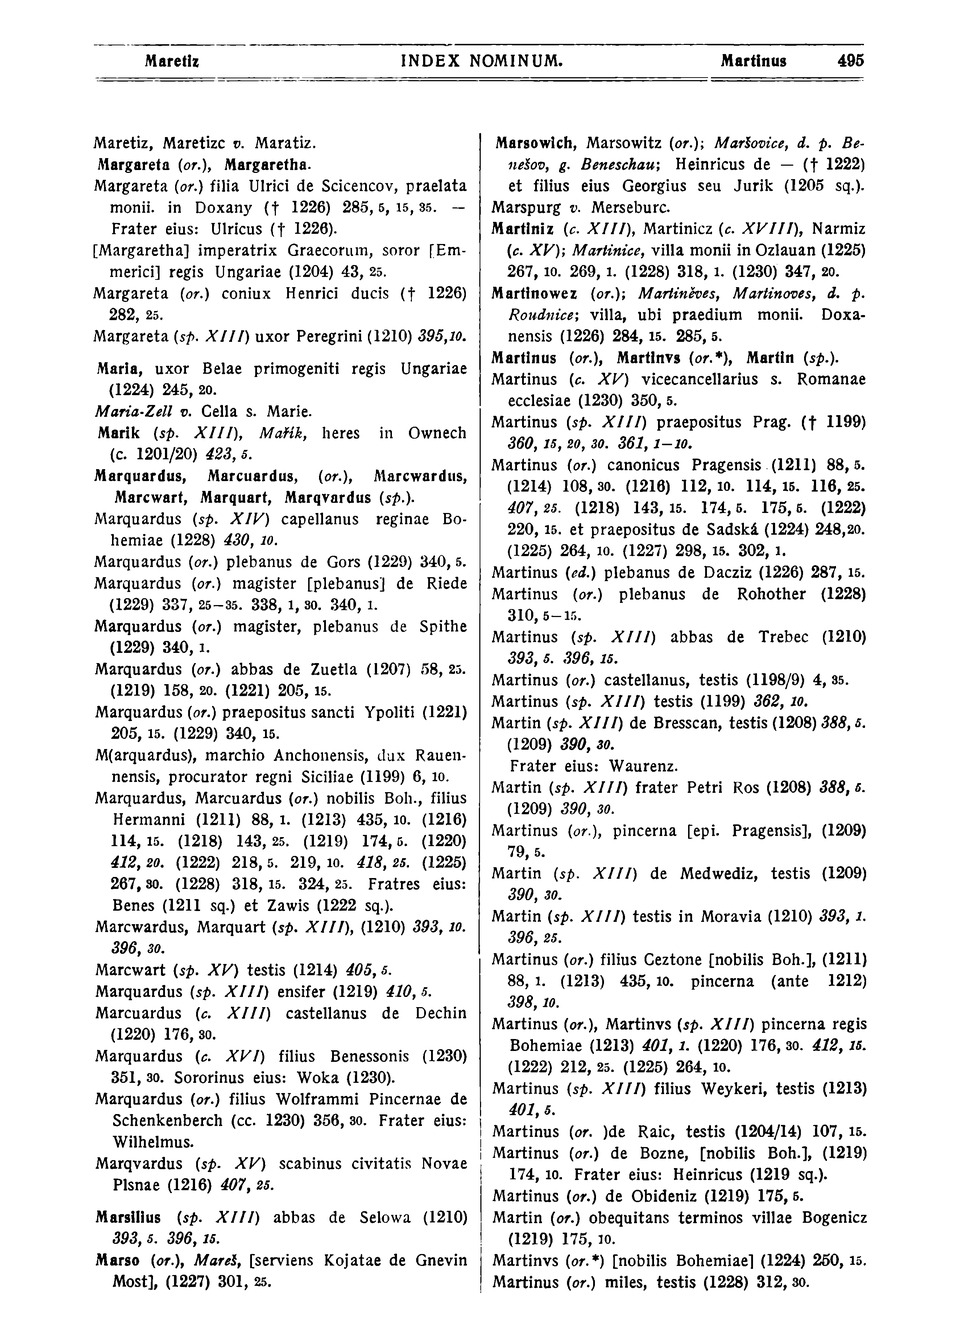 Maretiz INDEX NOMINUM. Martinus 495
Maretiz, Maretizc v. Maratiz.
Margareta (or.), Margaretha.
Margareta (or.) filia Ulrici de Scicencov, praelata
monii. in Doxany († 1226) 285, 5, 15, 35. —
Frater eius: Ulricus († 1226).
[Margaretha] imperatrix Graecorum, soror [Em-
merici] regis Ungariae (1204) 43, 25.
Margareta (or.) coniux Henrici ducis († 1226)
282, 25.
Margareta (sp. XIII) uxor Peregrini (1210) 395,10.
Maria, uxor Belae primogeniti regis Ungariae
(1224) 245, 20.
Maria-Zell v. Cella s. Marie.
Marik (sp. XIII), Mařík, heres in Ownech
(c. 1201/20) 423, 5.
Marquardus, Marcuardus, (or.), Marcwardus,
Marcwart, Marquart, Marqvardus (sp.).
Marquardus (sp. XIV) capellanus reginae Bo-
hemiae (1228) 430, 10.
Marquardus (or.) plebanus de Gors (1229) 340, 5.
Marquardus (or.) magister [plebanus] de Riede
(1229) 337, 25—35. 338, 1, 30. 340, 1.
Marquardus (or.) magister, plebanus de Spithe
(1229) 340, 1.
Marquardus (or.) abbas de Zuetla (1207) 58, 25.
(1219) 158, 20. (1221) 205, 15.
Marquardus (or.) praepositus sancti Ypoliti (1221)
205, 15. (1229) 340, 15.
M(arquardus), marchio Anchonensis, dux Rauen-
nensis, procurator regni Siciliae (1199) 6, 10.
Marquardus, Marcuardus (or.) nobilis Boh., filius
Hermanni (1211) 88, 1. (1213) 435, 10. (1216)
114, 15. (1218) 143, 25. (1219) 174, 5. (1220)
412, 20. (1222) 218, 5. 219, 10. 418, 25. (1225)
267, 30. (1228) 318, 15. 324, 25. Fratres eius:
Benes (1211 sq.) et Zawis (1222 sq.).
Marcwardus, Marquart (sp. XIII), (1210) 393, 10.
396, 30.
Marcwart (sp. XV) testis (1214) 405, 5.
Marquardus (sp. XIII) ensifer (1219) 410, 5.
Marcuardus (c. XIII) castellanus de Dechin
(1220) 176, 30.
Marquardus (c. XVI) filius Benessonis (1230)
351, 30. Sororinus eius: Woka (1230).
Marquardus (or.) filius Wolframmi Pincernae de
Schenkenberch (cc. 1230) 356, 30. Frater eius:
Wilhelmus.
Marqvardus (sp. XV) scabinus civitatis Novae
Plsnae (1216) 407, 25.
Marsilius (sp. XIII) abbas de Selowa (1210)
393, 5. 396, 15.
Marso (or.), Mareš, [serviens Kojatae de Gnevin
Most], (1227) 301, 25.
Marsowich, Marsowitz (or.); Maršovice, d. p. Be-
nešov, g. Beneschau; Heinricus de — († 1222)
et filius eius Georgius seu Jurik (1205 sq.).
Marspurg v. Merseburc.
Martiniz (c. XIII), Martinicz (c. XVIII), Narmiz
(c. XV); Martinice, villa monii in Ozlauan (1225)
267, 10. 269, 1. (1228) 318, 1. (1230) 347, 20.
Martinowez (or.); Martiněves, Martinoves, d. p.
Roudnice; villa, ubi praedium monii. Doxa-
nensis (1226) 284, 15. 285, 5.
Martinus (or.), Martinvs (or.*), Martin (sp.).
Martinus (c. XV) vicecancellarius s. Romanae
ecclesiae (1230) 350, 5.
Martinus (sp. XIII) praepositus Prag. († 1199)
360, 15, 20, 30. 361, 1—10.
Martinus (or.) canonicus Pragensis (1211) 88, 5.
(1214) 108, 30. (1216) 112, 10. 114, 15. 116, 25.
407, 25. (1218) 143, 15. 174, 5. 175, 5. (1222)
220, 15. et praepositus de Sadská (1224) 248,20.
(1225) 264, 10. (1227) 298, 15. 302, 1.
Martinus (ed.) plebanus de Dacziz (1226) 287, 15.
Martinus (or.) plebanus de Rohother (1228)
310, 5—15.
Martinus (sp. XIII) abbas de Trebec (1210)
393, 5. 396, 15.
Martinus (or.) castellanus, testis (1198/9) 4, 35.
Martinus (sp. XIII) testis (1199) 362, 10.
Martin (sp. XIII) de Bresscan, testis (1208) 388, 5.
(1209) 390, 30.
Frater eius: Waurenz.
Martin (sp. XIII) frater Petri Ros (1208) 388, 5.
(1209) 390, 30.
Martinus (or.), pincerna [epi. Pragensis], (1209)
79, 5.
Martin (sp. XIII) de Medwediz, testis (1209)
390, 30.
Martin (sp. XIII) testis in Moravia (1210) 393, 1.
396, 25.
Martinus (or.) filius Geztone [nobilis Boh.], (1211)
88, 1. (1213) 435, 10. pincerna (ante 1212)
398, 10.
Martinus (or.), Martinvs (sp. XIII) pincerna regis
Bohemiae (1213) 401, 1. (1220) 176, 30. 412, 15.
(1222) 212, 25. (1225) 264, 10.
Martinus (sp. XIII) filius Weykeri, testis (1213)
401, 5.
Martinus (or. )de Raic, testis (1204/14) 107, 15.
Martinus (or.) de Bozne, [nobilis Boh.], (1219)
174, 10. Frater eius: Heinricus (1219 sq.).
Martinus (or.) de Obideniz (1219) 175, 5.
Martin (or.) obequitans terminos villae Bogenicz
(1219) 175, 10.
Martinvs (or.*) [nobilis Bohemiae] (1224) 250, 15.
Martinus (or.) miles, testis (1228) 312, 30.